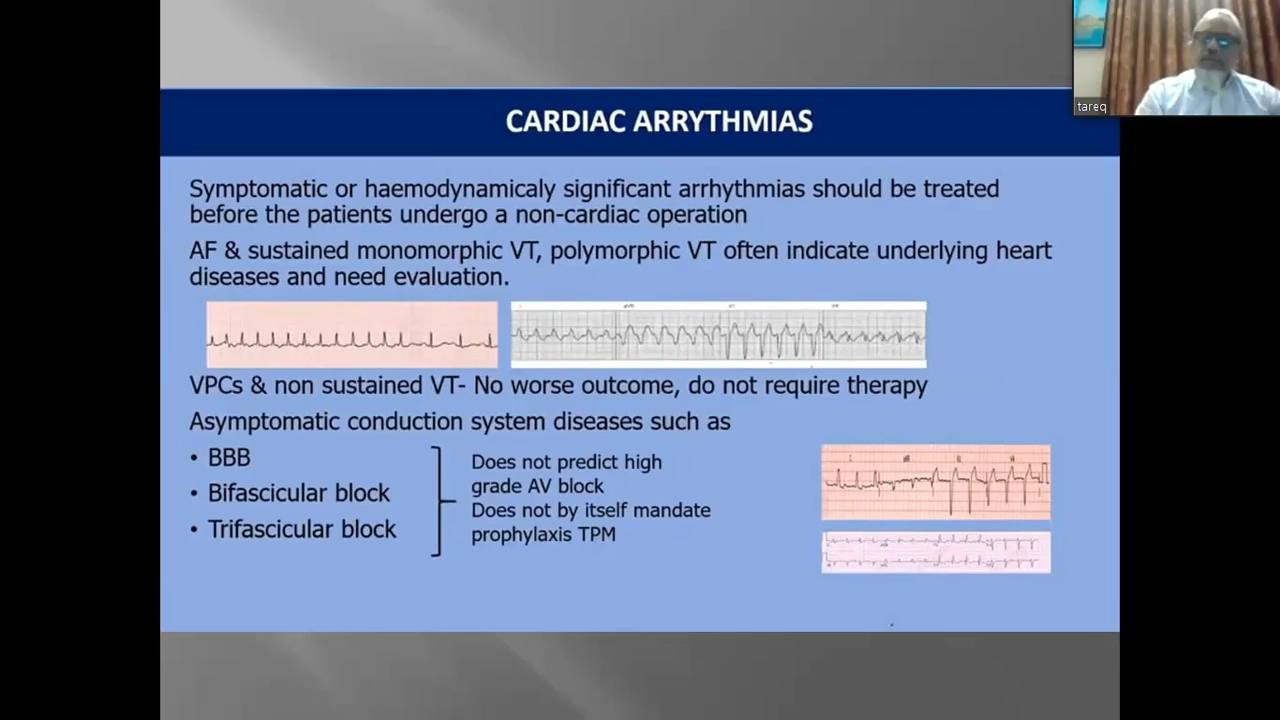 tareq
CARDIAC ARRYTHMIAS
Symptomatic or haemodynamicaly significant arrhythmias should be treated
before the patients undergo a non-cardiac operation
AF & sustained monomorphic VT, polymorphic VT often indicate underlying heart
diseases and need evaluation.
VPCs & non sustained VT- No worse outcome, do not require therapy
Asymptomatic conduction system diseases such as
• BBB
• Bifascicular block
• Trifascicular block
Does not predict high
grade AV block
Does not by itself mandate
prophylaxis TPM